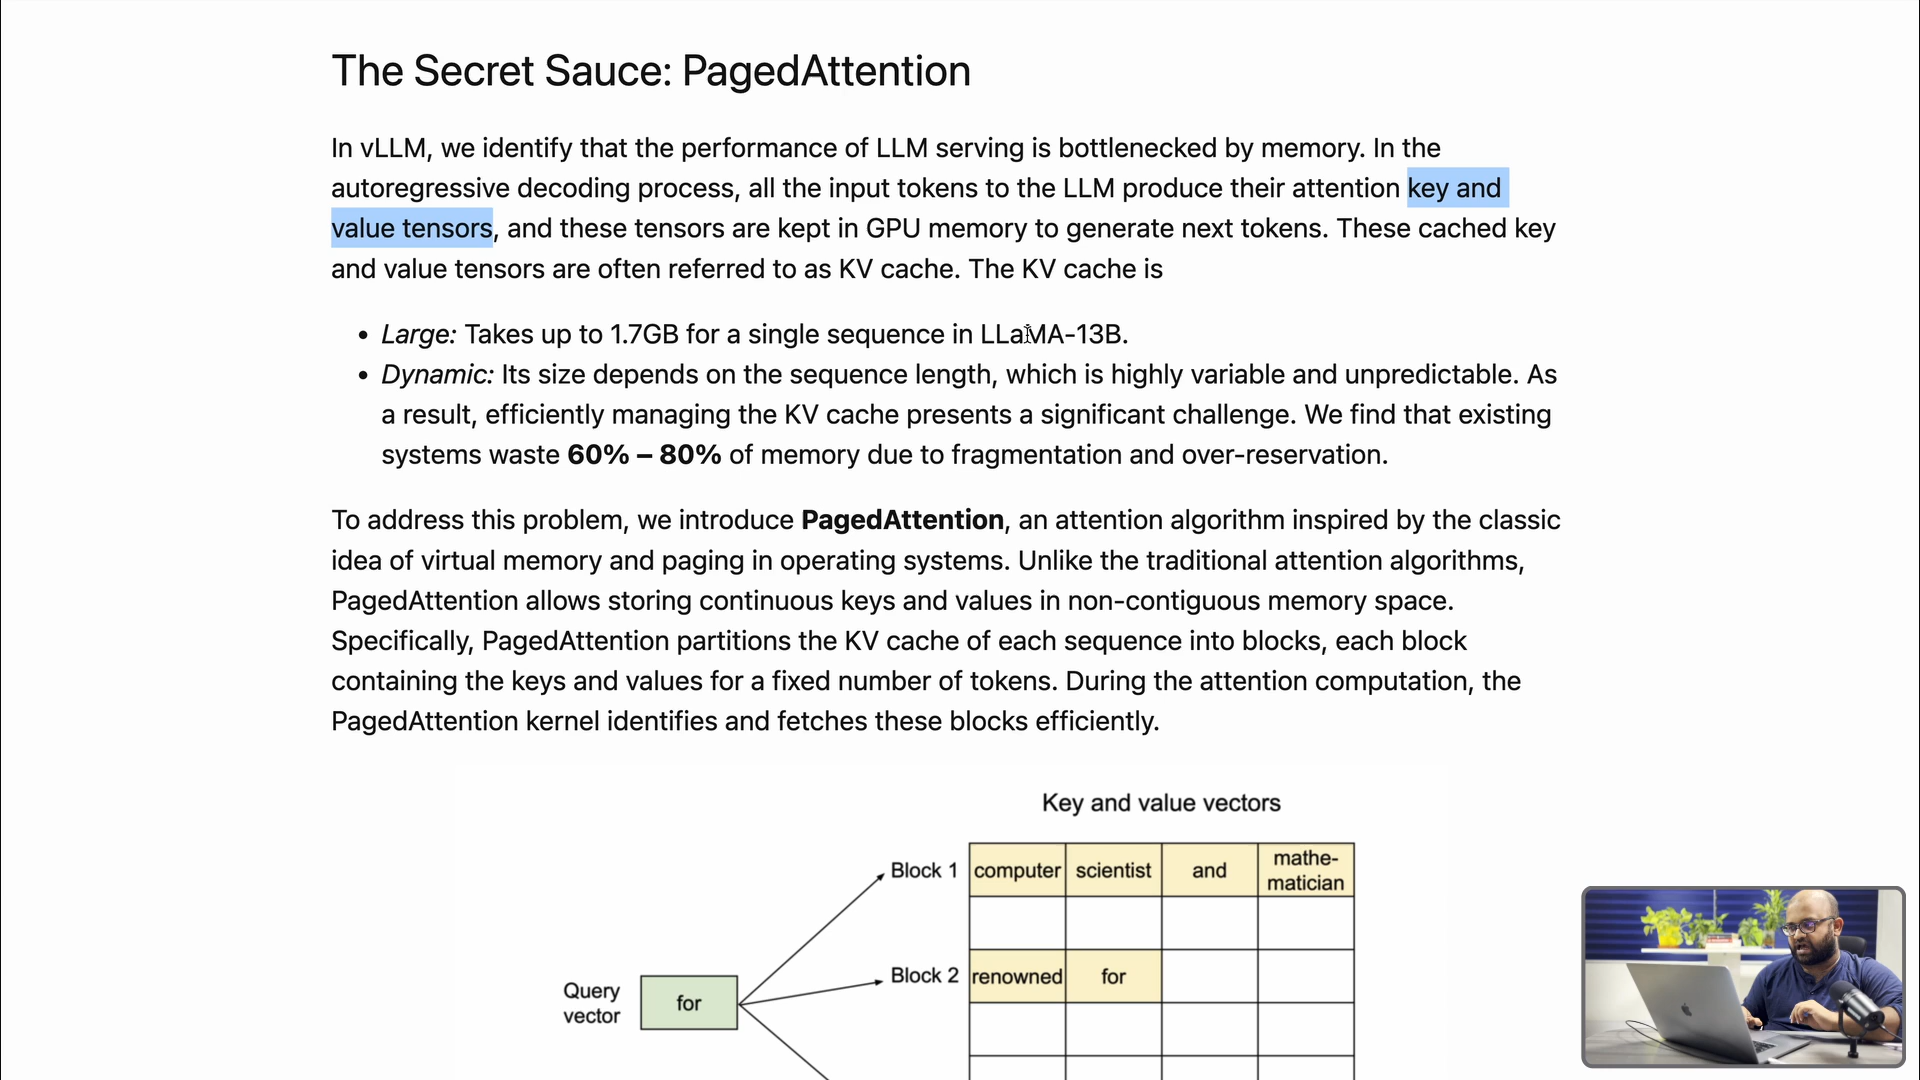 The Secret Sauce: PagedAttention
In vLLM, we identify that the performance of LLM serving is bottlenecked by memory. In the
autoregressive decoding process, all the input tokens to the LLM produce their attention key and
value tensors, and these tensors are kept in GPU memory to generate next tokens. These cached key
and value tensors are often referred to as KV cache. The KV cache is
• Large: Takes up to 1.7GB for a single sequence in LLaMA-13B.
• Dynamic: Its size depends on the sequence length, which is highly variable and unpredictable. As
a result, efficiently managing the KV cache presents a significant challenge. We find that existing
systems waste 60% – 80% of memory due to fragmentation and over-reservation.
To address this problem, we introduce PagedAttention, an attention algorithm inspired by the classic
idea of virtual memory and paging in operating systems. Unlike the traditional attention algorithms,
PagedAttention allows storing continuous keys and values in non-contiguous memory space.
Specifically, PagedAttention partitions the KV cache of each sequence into blocks, each block
containing the keys and values for a fixed number of tokens. During the attention computation, the
PagedAttention kernel identifies and fetches these blocks efficiently.
Key and value vectors
Block 1 computer scientist and mathe-
matician
Block 2 renowned for
Query
vector
for